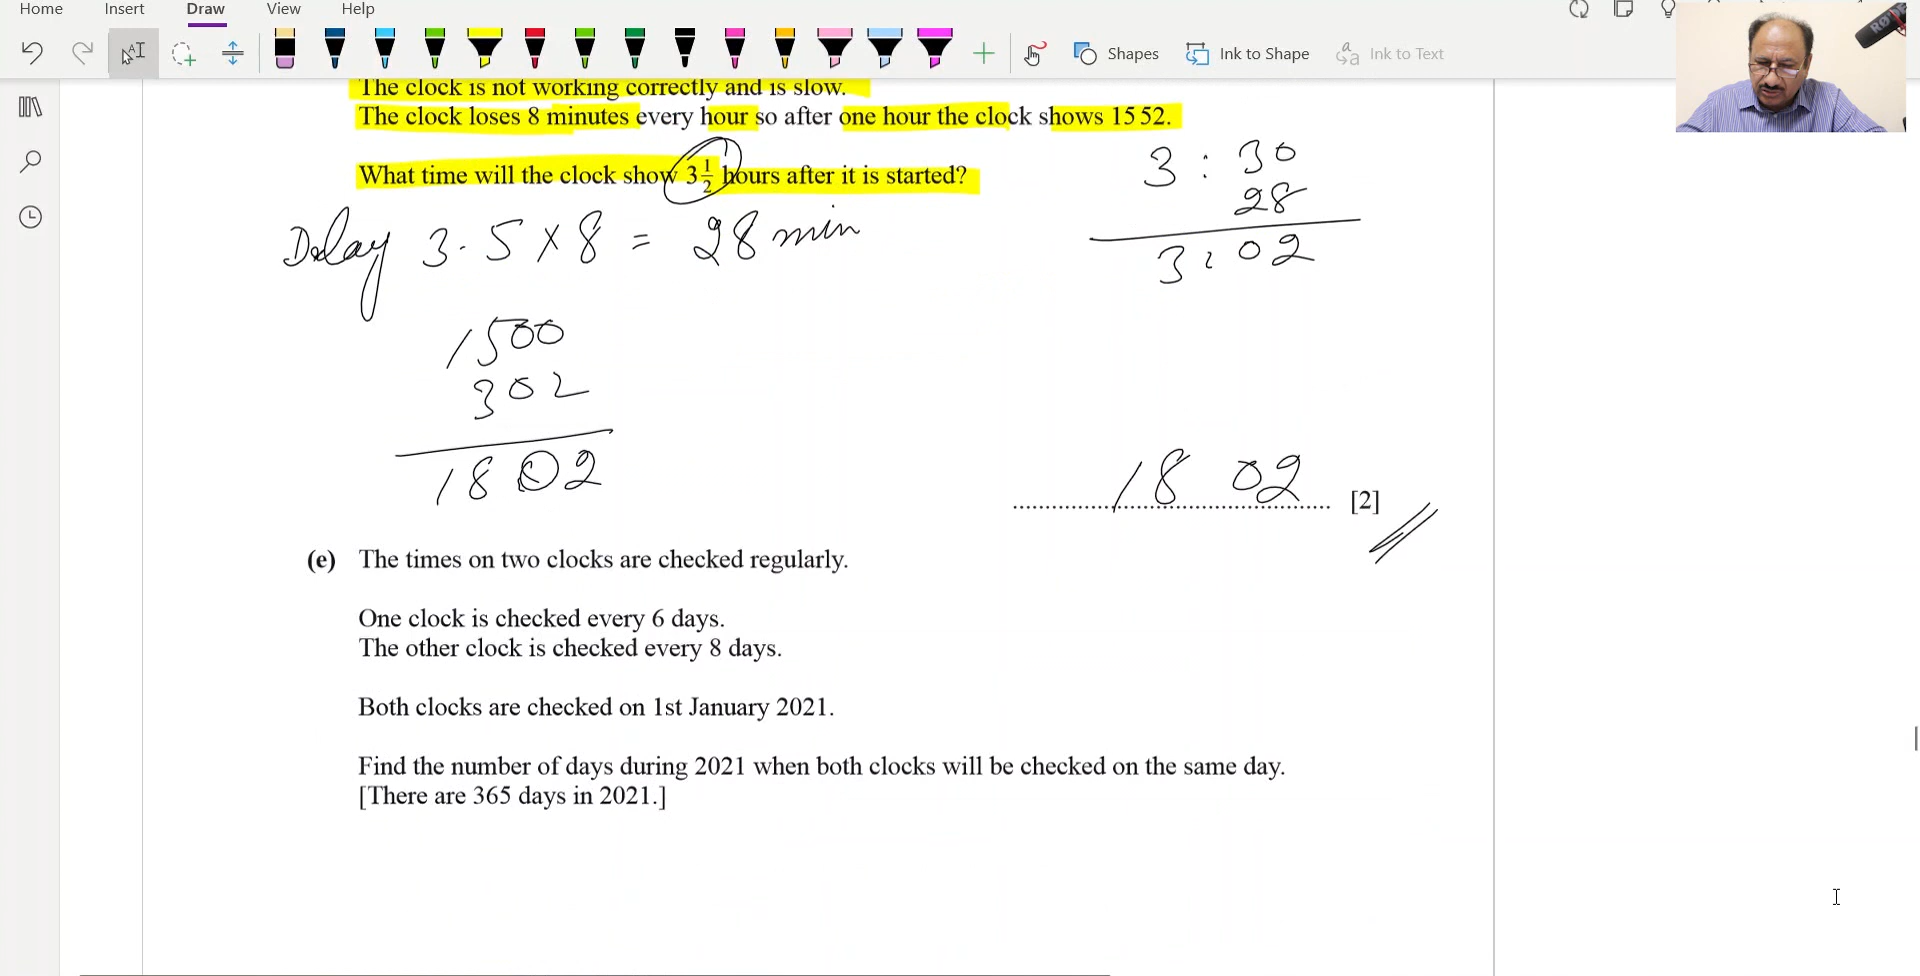 Home Insert Draw View Help
Shapes Ink to Shape Ink to Text
The clock is not working correctly and is slow.
The clock loses 8 minutes every hour so after one hour the clock shows 15 52.
What time will the clock show 3 1/2 hours after it is started?
3 : 30
28
3 : 02
Delay 3.5 × 8 = 28 min
1500
302
1802
18 02 [2]
(e) The times on two clocks are checked regularly.
One clock is checked every 6 days.
The other clock is checked every 8 days.
Both clocks are checked on 1st January 2021.
Find the number of days during 2021 when both clocks will be checked on the same day.
[There are 365 days in 2021.]
RØDE